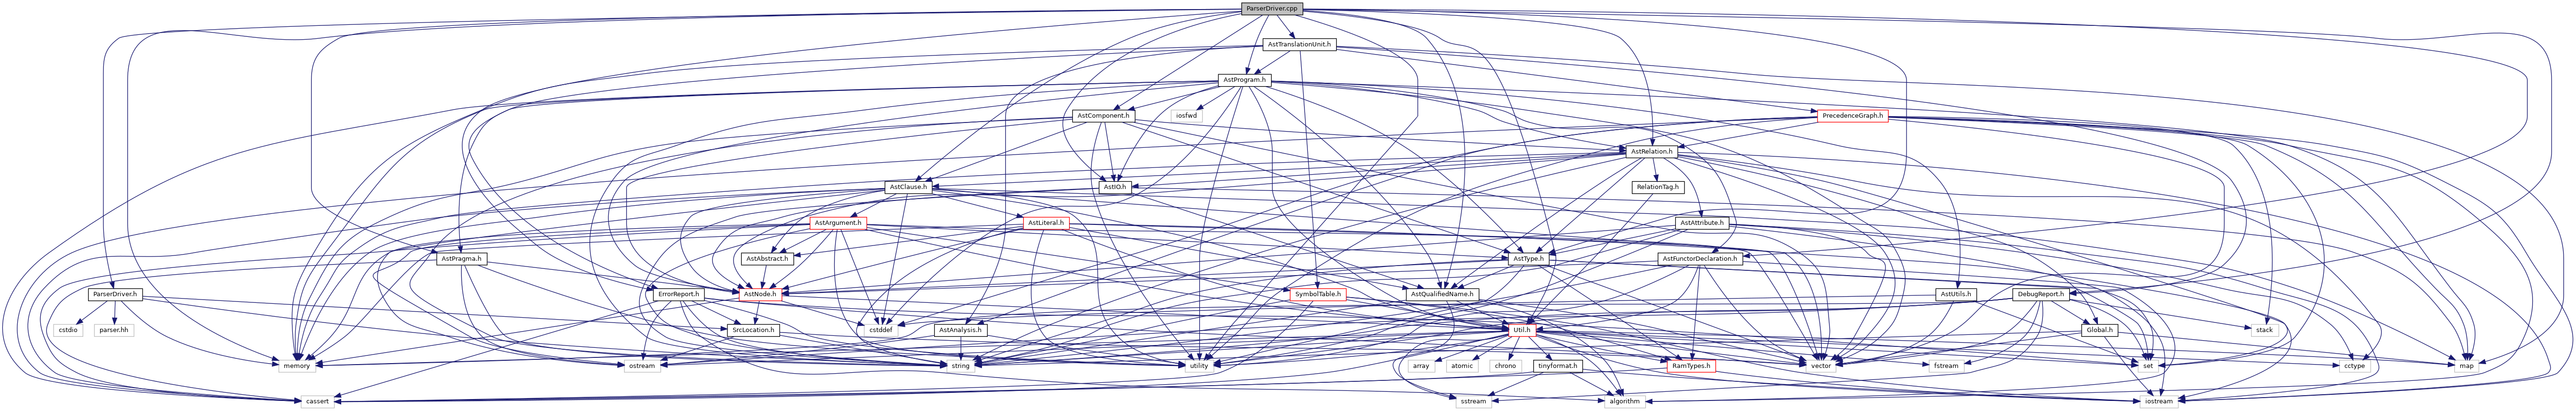 ParserDriver.cpp
AstTranslationUnit.h
AstProgram.h
AstComponent.h
iosfwd
PrecedenceGraph.h
AstRelation.h
AstClause.h
AstIO.h
RelationTag.h
AstArgument.h
AstLiteral.h
AstAttribute.h
AstPragma.h
AstAbstract.h
AstType.h
AstFunctorDeclaration.h
ParserDriver.h
ErrorReport.h
AstNode.h
SymbolTable.h
AstQualifiedName.h
AstUtils.h
DebugReport.h
cstdio
parser.hh
SrcLocation.h
cstddef
AstAnalysis.h
Util.h
Global.h
stack
memory
ostream
string
utility
array
atomic
chrono
tinyformat.h
RamTypes.h
vector
fstream
set
cctype
map
cassert
sstream
algorithm
iostream